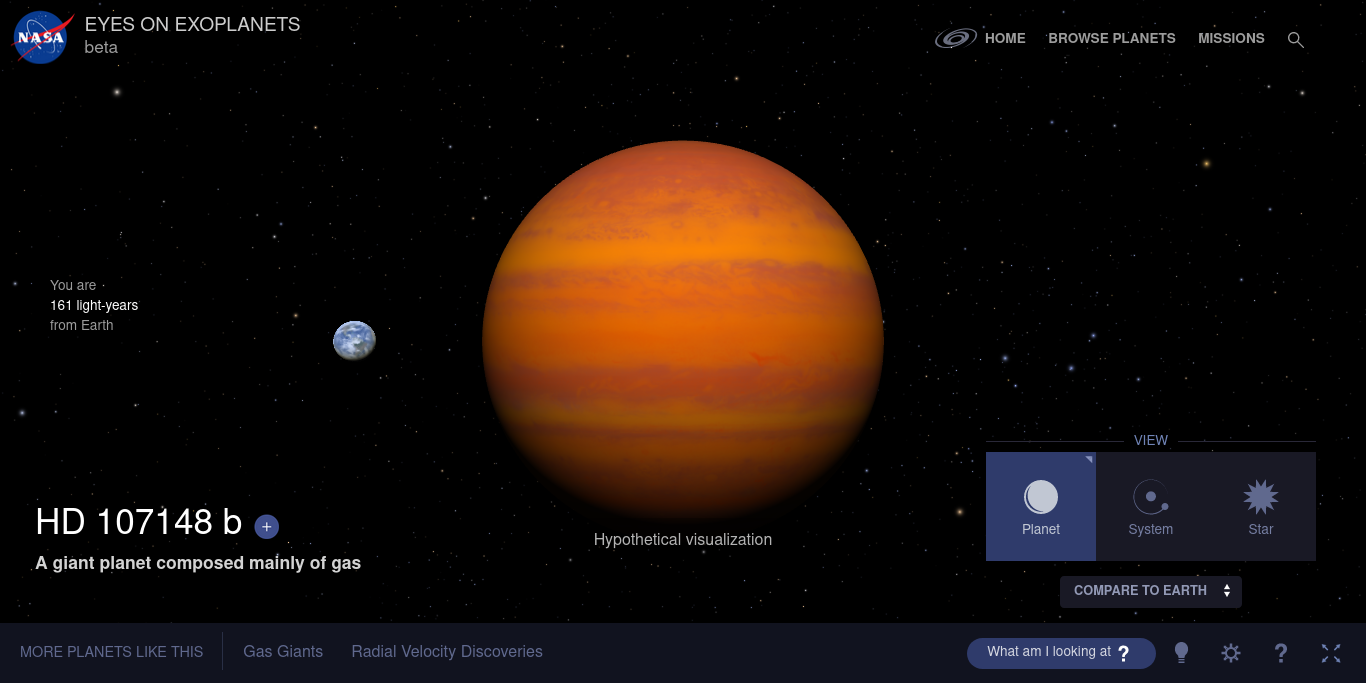 NASA
EYES ON EXOPLANETS
beta
HOME
BROWSE PLANETS
MISSIONS
You are
161 light-years
from Earth
HD 107148 b +
A giant planet composed mainly of gas
Hypothetical visualization
VIEW
Planet
System
Star
COMPARE TO EARTH
MORE PLANETS LIKE THIS
Gas Giants
Radial Velocity Discoveries
What am I looking at ?
?